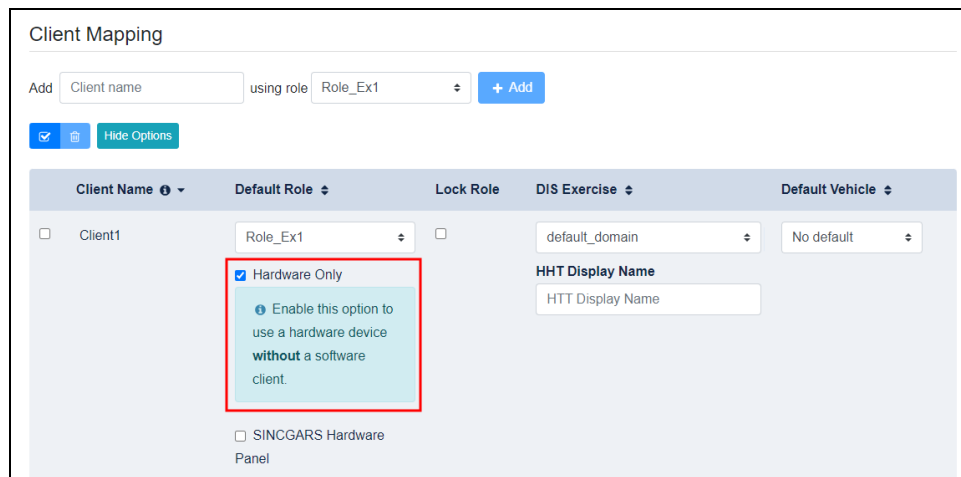 Client Mapping
Add Client name using role Role_Ex1 + Add
Hide Options
Client Name Default Role Lock Role DIS Exercise Default Vehicle
Client1 Role_Ex1 default_domain No default
Hardware Only
Enable this option to
use a hardware device
without a software
client.
HHT Display Name
HTT Display Name
SINCGARS Hardware
Panel